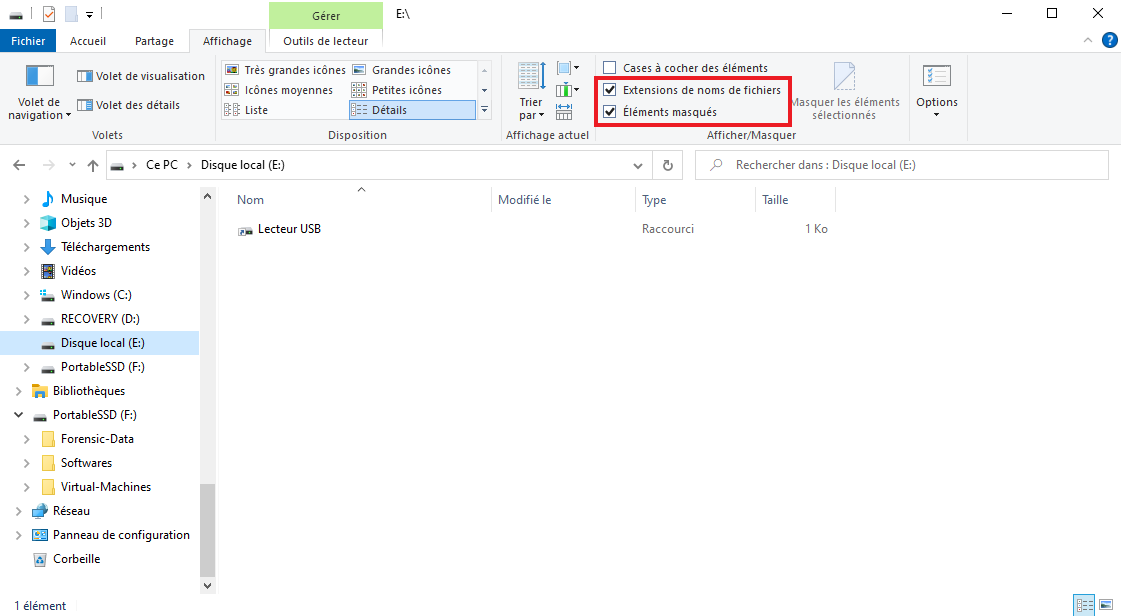 Gérer
E:\
Fichier
Accueil
Partage
Affichage
Outils de lecteur
Volet de navigation
Volet de visualisation
Volet des détails
Volets
Très grandes icônes
Grandes icônes
Icônes moyennes
Petites icônes
Liste
Détails
Disposition
Trier par
Affichage actuel
Cases à cocher des éléments
Extensions de noms de fichiers
Éléments masqués
Masquer les éléments sélectionnés
Afficher/Masquer
Options
Ce PC
Disque local (E:)
Rechercher dans : Disque local (E:)
Musique
Objets 3D
Téléchargements
Vidéos
Windows (C:)
RECOVERY (D:)
Disque local (E:)
PortableSSD (F:)
Bibliothèques
PortableSSD (F:)
Forensic-Data
Softwares
Virtual-Machines
Réseau
Panneau de configuration
Corbeille
Nom
Modifié le
Type
Taille
Lecteur USB
Raccourci
1 Ko
1 élément